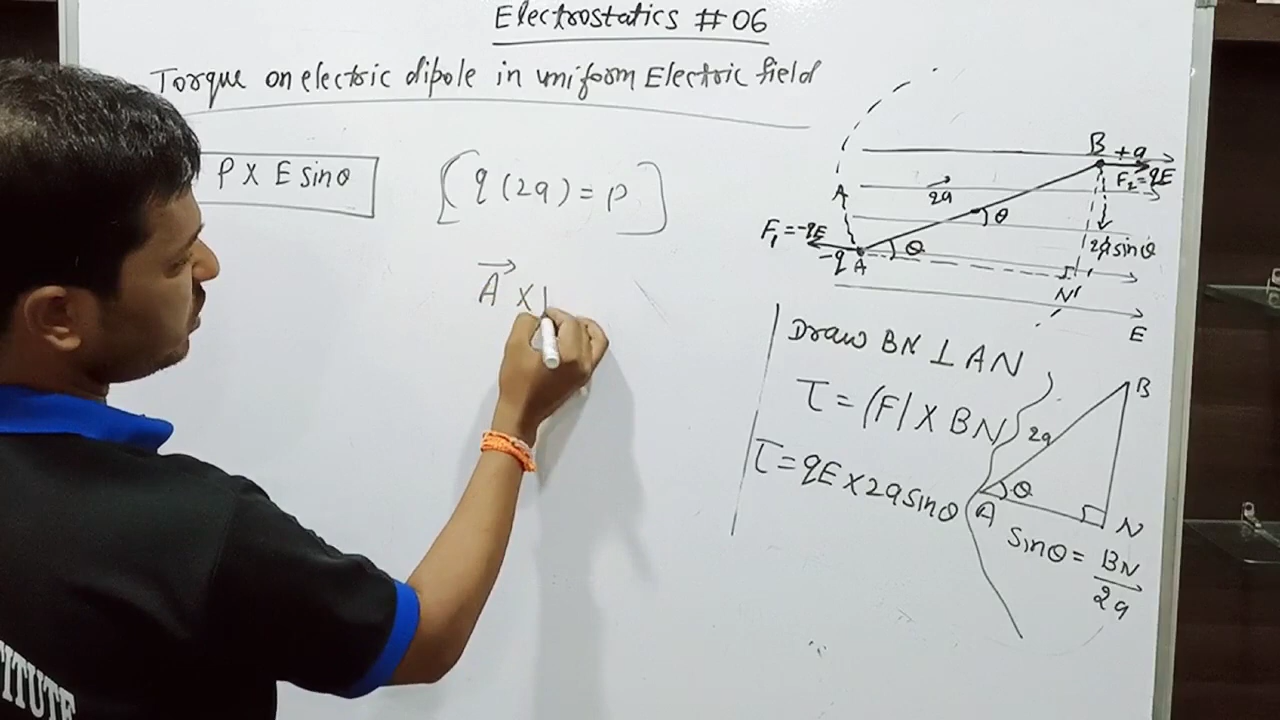 Electrostatics # 06
Torque on electric dipole in uniform Electric field
P X E sinθ
[q (2a) = P]
A X
B +q
F₂=qE
A
2a
θ
F₁=-qE
-q A
θ
2a sinθ
N
E
Draw BN ⊥ AN
τ = |F| X BN
τ = qE X 2a sinθ
B
2a
A
θ
N
sinθ = BN
2a
TITUTE